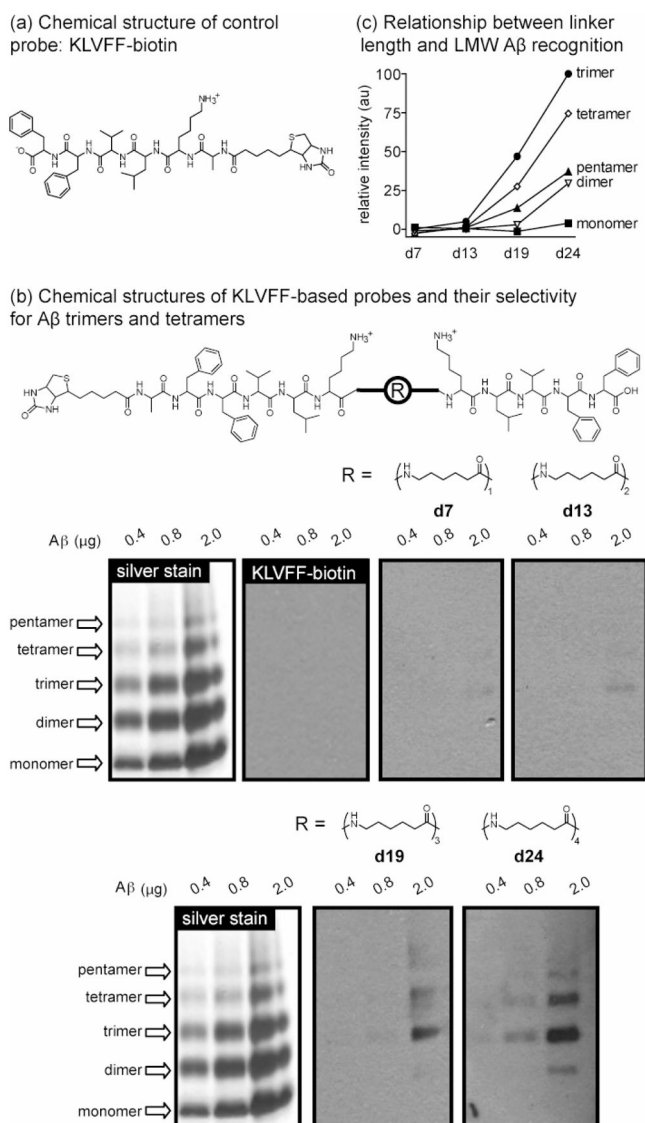 (a) Chemical structure of control
probe: KLVFF-biotin
NH3+
-O
O
O
O
O
O
O
N
H
H
N
S
HN
NH
O
(c) Relationship between linker
length and LMW Aβ recognition
relative intensity (au)
100
75
50
25
0
d7
d13
d19
d24
trimer
tetramer
pentamer
dimer
monomer
(b) Chemical structures of KLVFF-based probes and their selectivity
for Aβ trimers and tetramers
NH3+
R
NH3+
HN
NH
S
O
H
N
OH
R =
H
N
O
1
H
N
O
2
d7
d13
Aβ (µg)
0.4 0.8 2.0
0.4 0.8 2.0
0.4 0.8 2.0
0.4 0.8 2.0
silver stain
KLVFF-biotin
pentamer
tetramer
trimer
dimer
monomer
R =
H
N
O
3
H
N
O
4
d19
d24
Aβ (µg)
0.4 0.8 2.0
0.4 0.8 2.0
0.4 0.8 2.0
silver stain
pentamer
tetramer
trimer
dimer
monomer